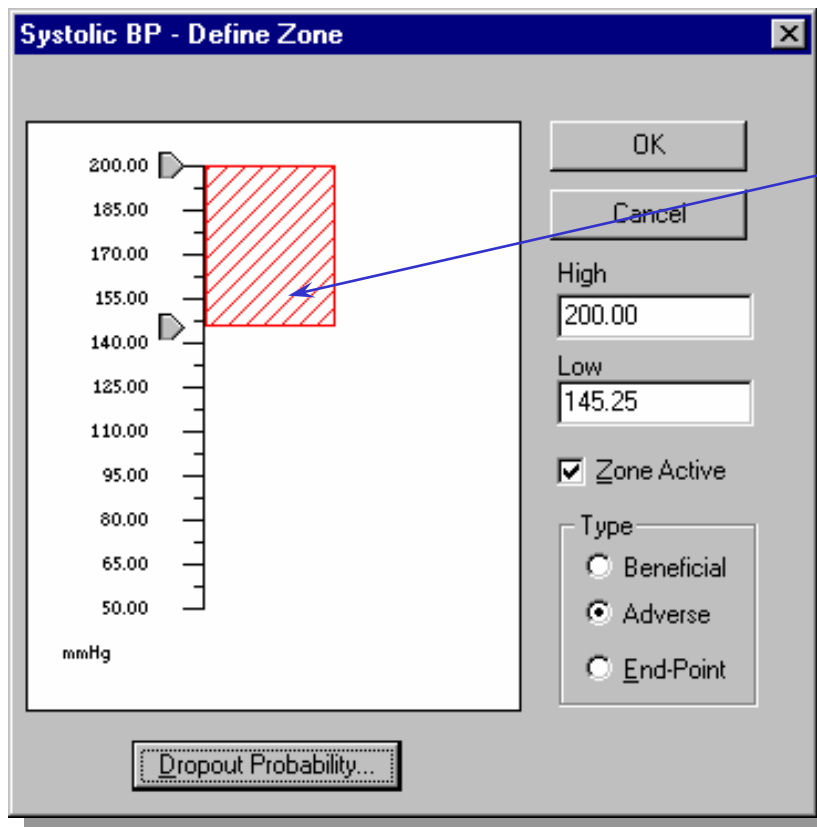 Systolic BP - Define Zone
200.00
185.00
170.00
155.00
140.00
125.00
110.00
95.00
80.00
65.00
50.00
mmHg
Dropout Probability...
OK
Cancel
High
200.00
Low
145.25
Zone Active
Type
Beneficial
Adverse
End-Point